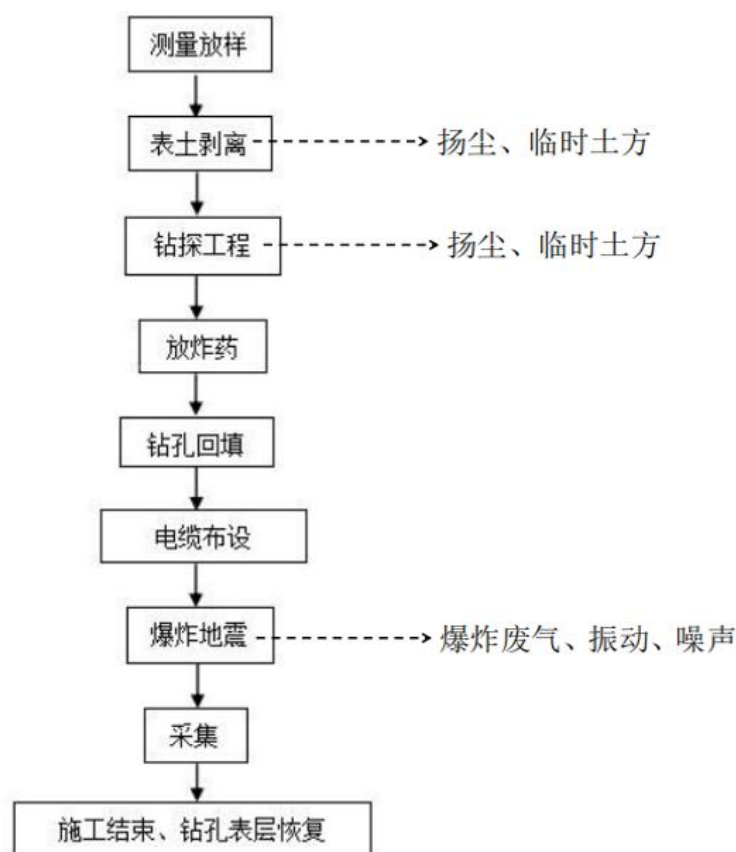 测量放样
表土剥离
扬尘、临时土方
钻探工程
扬尘、临时土方
放炸药
钻孔回填
电缆布设
爆炸地震
爆炸废气、振动、噪声
采集
施工结束、钻孔表层恢复